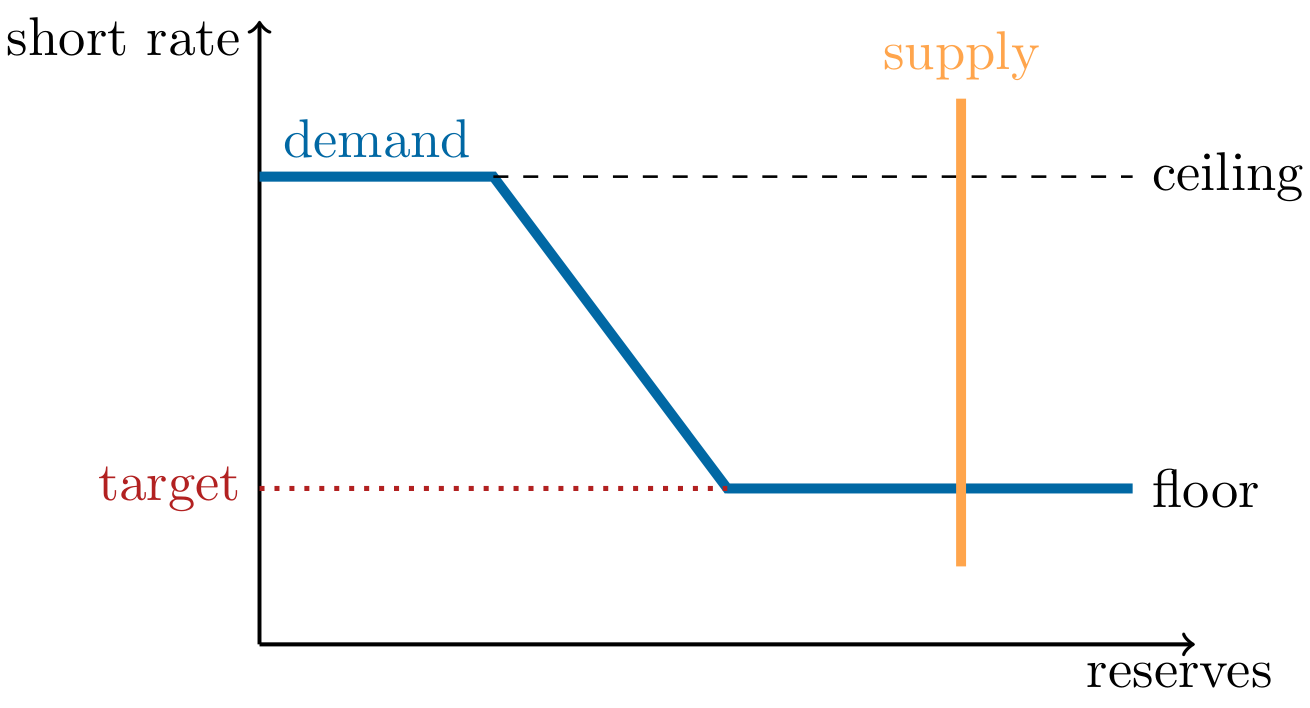 short rate
supply
demand
ceiling
target
floor
reserves